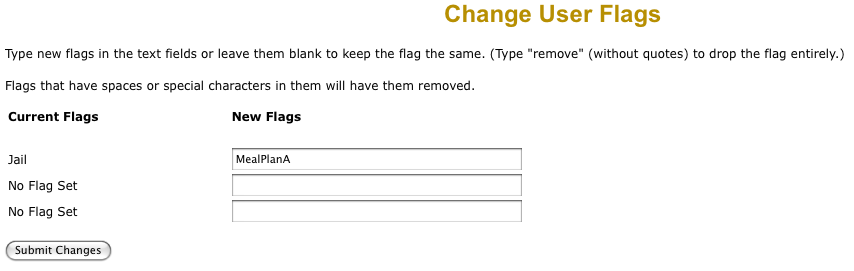 Change User Flags
Type new flags in the text fields or leave them blank to keep the flag the same. (Type "remove" (without quotes) to drop the flag entirely.)
Flags that have spaces or special characters in them will have them removed.
Current Flags New Flags
Jail MealPlanA
No Flag Set
No Flag Set
Submit Changes